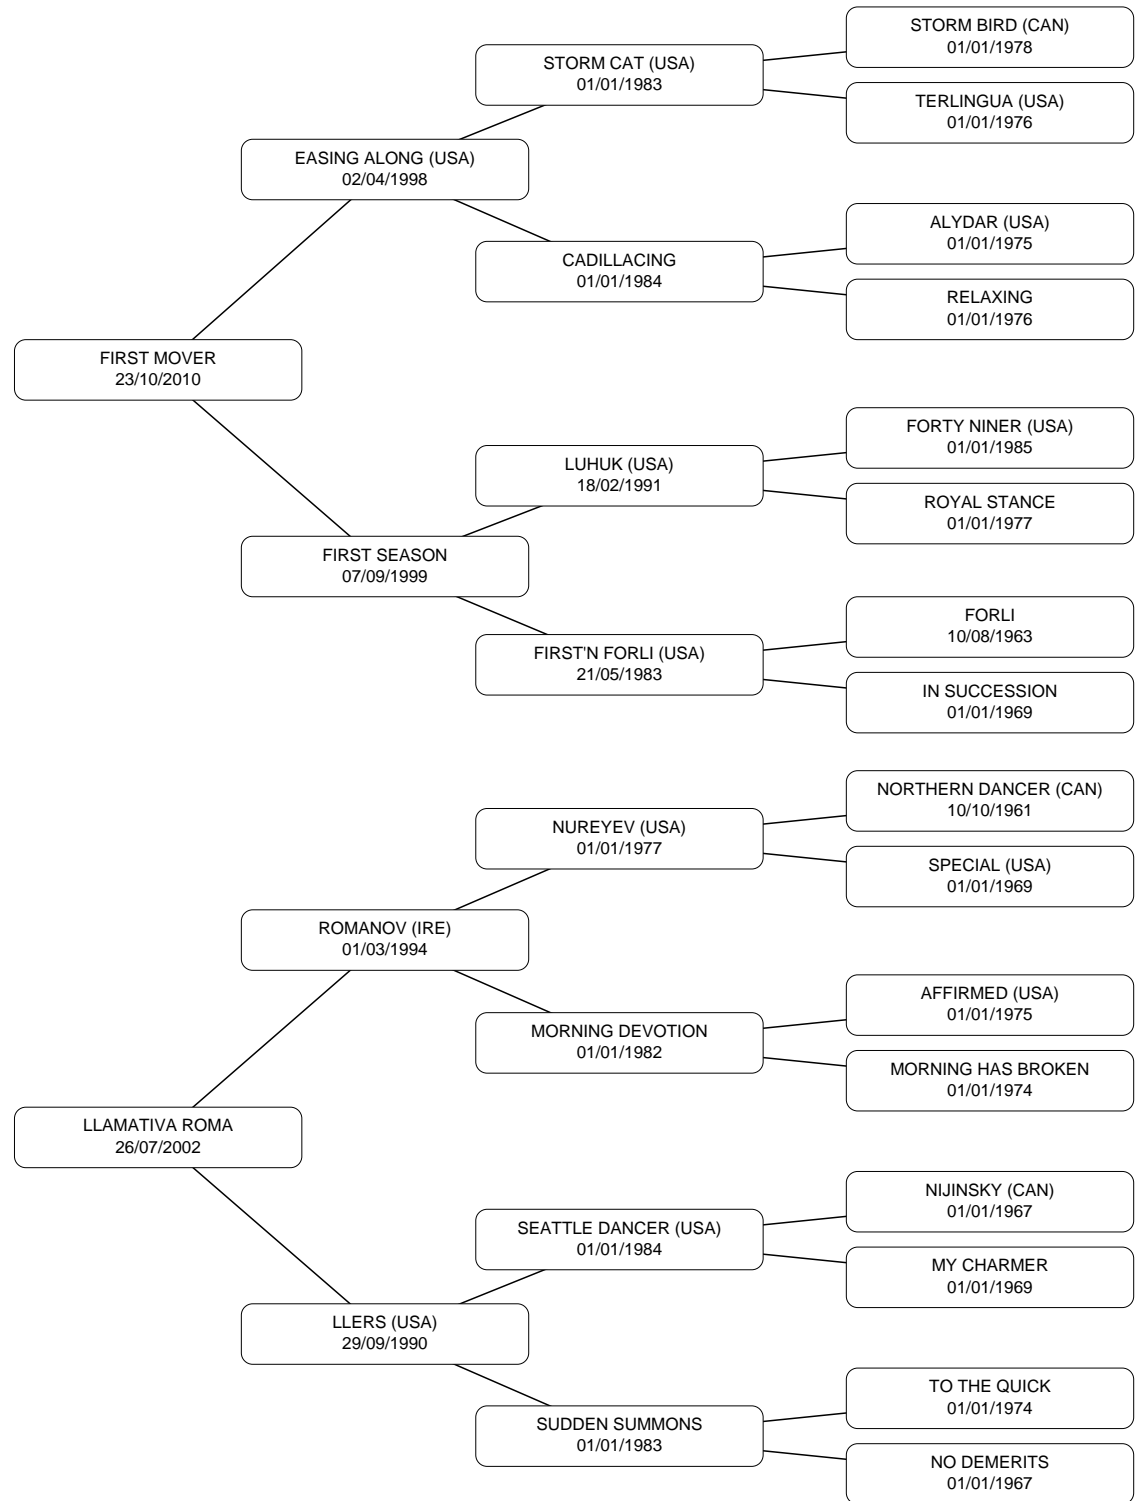 STORM BIRD (CAN)
01/01/1978
STORM CAT (USA)
01/01/1983
TERLINGUA (USA)
01/01/1976
EASING ALONG (USA)
02/04/1998
ALYDAR (USA)
01/01/1975
CADILLACING
01/01/1984
RELAXING
01/01/1976
FIRST MOVER
23/10/2010
FORTY NINER (USA)
01/01/1985
LUHUK (USA)
18/02/1991
ROYAL STANCE
01/01/1977
FIRST SEASON
07/09/1999
FORLI
10/08/1963
FIRST'N FORLI (USA)
21/05/1983
IN SUCCESSION
01/01/1969
NORTHERN DANCER (CAN)
10/10/1961
NUREYEV (USA)
01/01/1977
SPECIAL (USA)
01/01/1969
ROMANOV (IRE)
01/03/1994
AFFIRMED (USA)
01/01/1975
MORNING DEVOTION
01/01/1982
MORNING HAS BROKEN
01/01/1974
LLAMATIVA ROMA
26/07/2002
NIJINSKY (CAN)
01/01/1967
SEATTLE DANCER (USA)
01/01/1984
MY CHARMER
01/01/1969
LLERS (USA)
29/09/1990
TO THE QUICK
01/01/1974
SUDDEN SUMMONS
01/01/1983
NO DEMERITS
01/01/1967